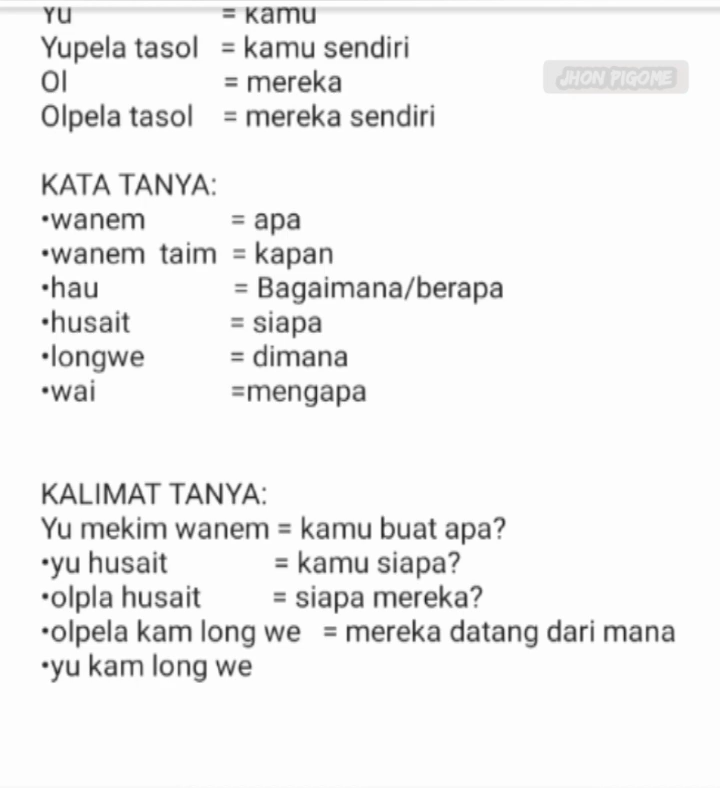 Yu = kamu
Yupela tasol = kamu sendiri
Ol = mereka
JHON PIGOME
Olpela tasol = mereka sendiri
KATA TANYA:
•wanem = apa
•wanem taim = kapan
•hau = Bagaimana/berapa
•husait = siapa
•longwe = dimana
•wai =mengapa
KALIMAT TANYA:
Yu mekim wanem = kamu buat apa?
•yu husait = kamu siapa?
•olpla husait = siapa mereka?
•olpela kam long we = mereka datang dari mana
•yu kam long we